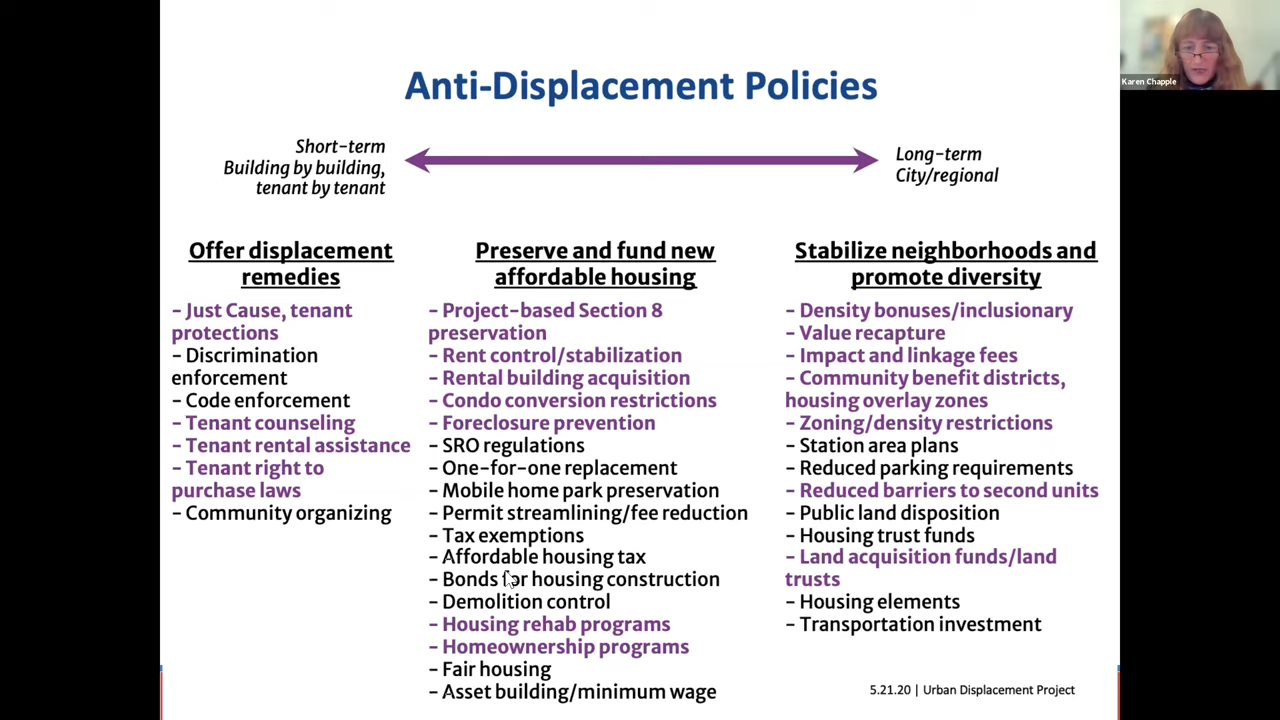 Karen Chapple
Anti-Displacement Policies
Short-term
Building by building,
tenant by tenant
Long-term
City/regional
Offer displacement
remedies
- Just Cause, tenant
protections
- Discrimination
enforcement
- Code enforcement
- Tenant counseling
- Tenant rental assistance
- Tenant right to
purchase laws
- Community organizing
Preserve and fund new
affordable housing
- Project-based Section 8
preservation
- Rent control/stabilization
- Rental building acquisition
- Condo conversion restrictions
- Foreclosure prevention
- SRO regulations
- One-for-one replacement
- Mobile home park preservation
- Permit streamlining/fee reduction
- Tax exemptions
- Affordable housing tax
- Bonds for housing construction
- Demolition control
- Housing rehab programs
- Homeownership programs
- Fair housing
- Asset building/minimum wage
Stabilize neighborhoods and
promote diversity
- Density bonuses/inclusionary
- Value recapture
- Impact and linkage fees
- Community benefit districts,
housing overlay zones
- Zoning/density restrictions
- Station area plans
- Reduced parking requirements
- Reduced barriers to second units
- Public land disposition
- Housing trust funds
- Land acquisition funds/land
trusts
- Housing elements
- Transportation investment
5.21.20 | Urban Displacement Project